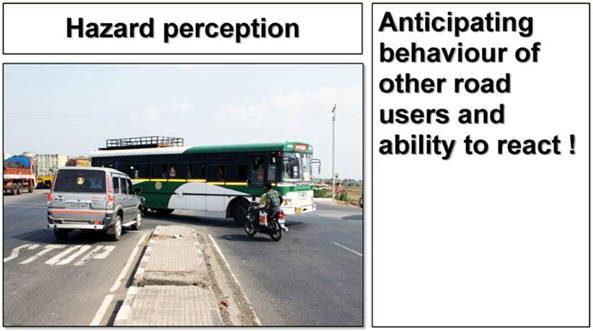 Hazard perception
Anticipating
behaviour of
other road
users and
ability to react !